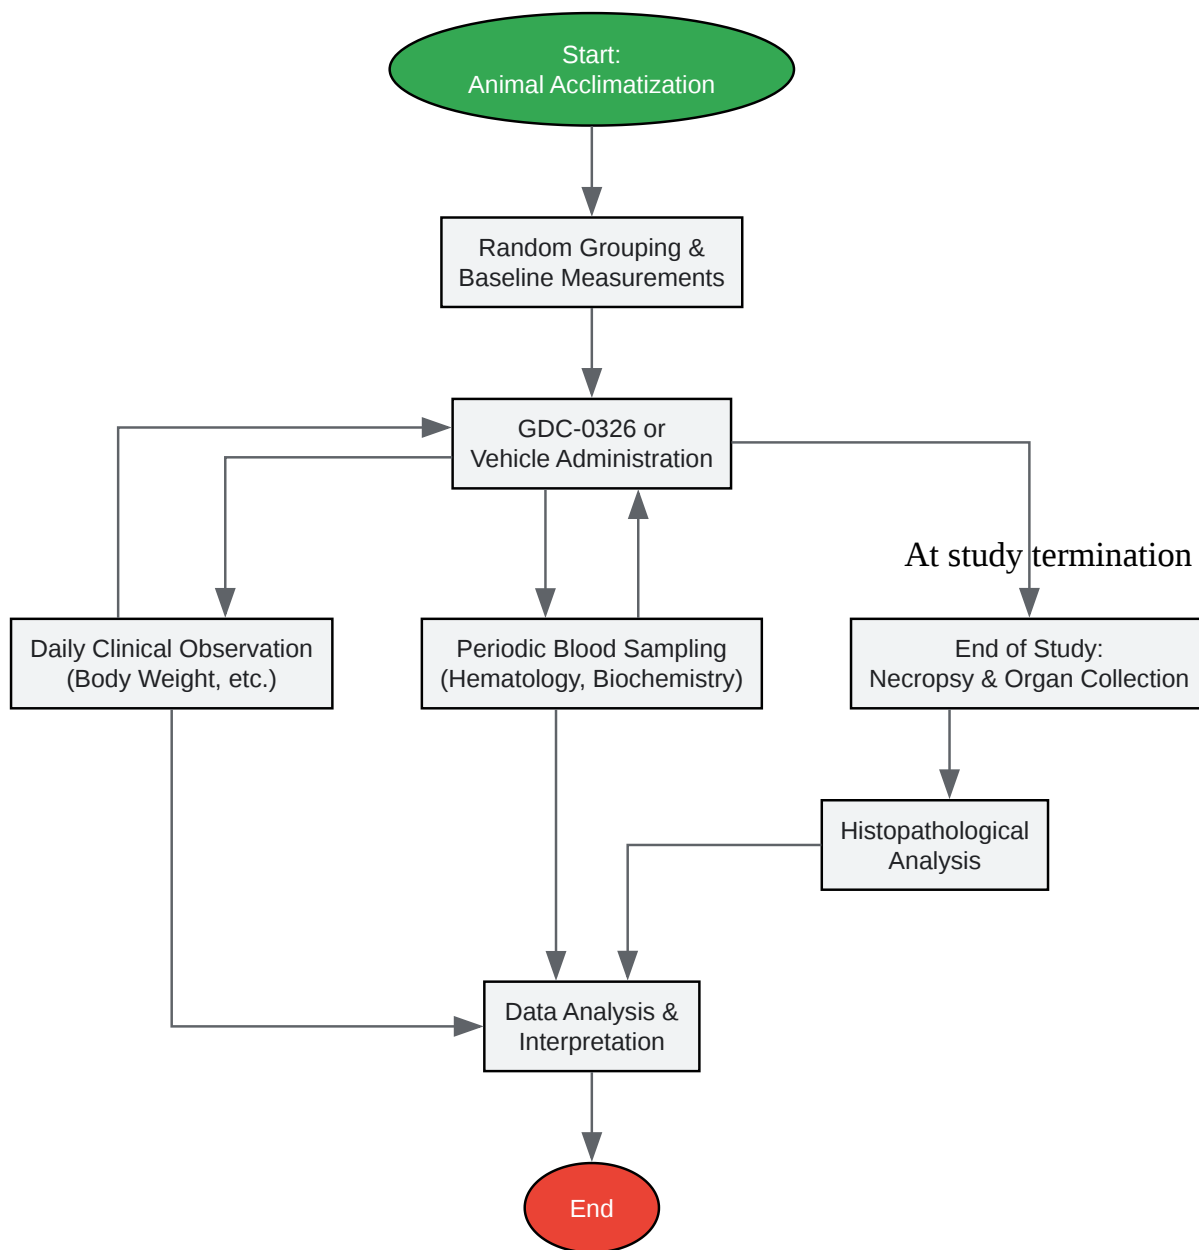 Start:
Animal Acclimatization
Random Grouping &
Baseline Measurements
GDC-0326 or
Vehicle Administration
At study termination
Daily Clinical Observation
(Body Weight, etc.)
Periodic Blood Sampling
(Hematology, Biochemistry)
End of Study:
Necropsy & Organ Collection
Histopathological
Analysis
Data Analysis &
Interpretation
End